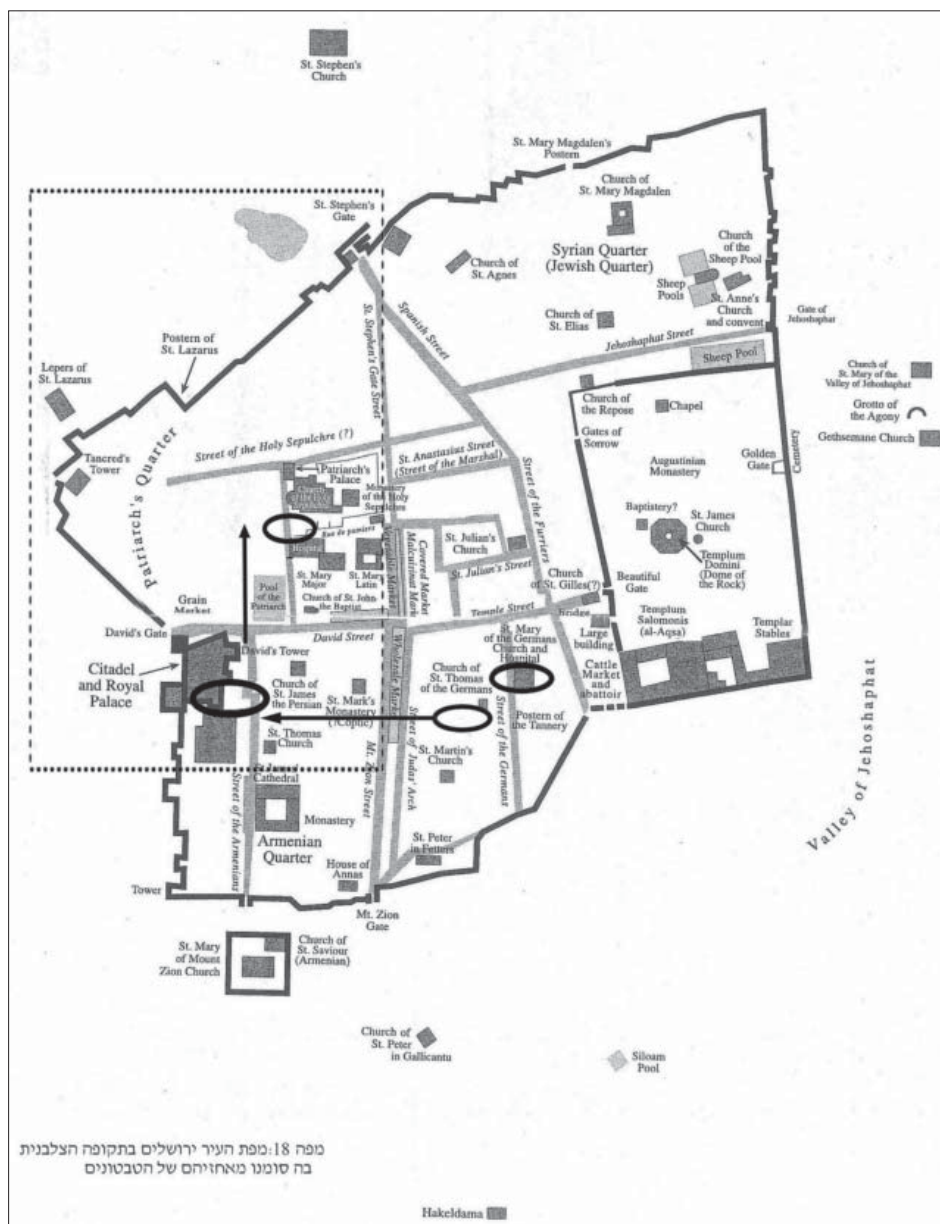 St. Stephen's
Church
St. Mary Magdalen's
Postern
Church of
St. Mary Magdalen
St. Stephen's
Gate
Syrian Quarter
(Jewish Quarter)
Church
of the
Sheep Pool
Church of
St. Agnes
Sheep
Pools
St. Anne's
Church
and convent
Gate of
Jehoshaphat
Church of
St. Elias
Spanish Street
St. Stephen's Gate Street
Jehoshaphat Street
Sheep Pool
Postern of
St. Lazarus
Lepers of
St. Lazarus
Church of
St. Mary of the
Valley of Jehoshaphat
Grotto of
the Agony
Gethsemane Church
Church of
the Repose
Chapel
Gates of
Sorrow
Augustinian
Monastery
Golden
Gate
Cemetery
Tancred's
Tower
Patriarch's Quarter
Street of the Holy Sepulchre (?)
Patriarch's
Palace
St. Anastasius Street
(Street of the Marzhal)
Street of the Furriers
Monastery
of the Holy
Sepulchre
Baptistery?
St. James
Church
Templum
Domini
(Dome of
the Rock)
Hospital
St. Mary
Major
St. Mary
Latin
Covered Market
St. Julian's
Church
St. Julian's Street
Church
of St. Gilles(?)
Beautiful
Gate
Grain
Market
Pool
of the
Patriarch
Church of St. John
the Baptist
Temple Street
Bridge
Large
building
Templum
Salomonis
(al-Aqsa)
Templar
Stables
David's Gate
David Street
David's Tower
Citadel
and Royal
Palace
Church of
St. James
the Persian
St. Mark's
Monastery
(?Coptic)
Church of
St. Thomas
of the Germans
St. Mary
of the Germans
Church and
Hospital
Cattle
Market
and
abattoir
Postern of
the Tannery
St. Thomas
Church
St. Martin's
Church
Mt. Zion Street
Street of Judas' Arch
Street of the Germans
Street of the Armenians
Cathedral
Monastery
Armenian
Quarter
House of
Annas
St. Peter
in Fetters
Valley of Jehoshaphat
Tower
Mt. Zion
Gate
St. Mary
of Mount
Zion Church
Church of
St. Saviour
(Armenian)
Church of
St. Peter
in Gallicantu
Siloam
Pool
מפה 18:מפת העיר ירושלים בתקופה הצלבנית
בה סומנו מאחזיהם של הטבטונים
Hakeldama